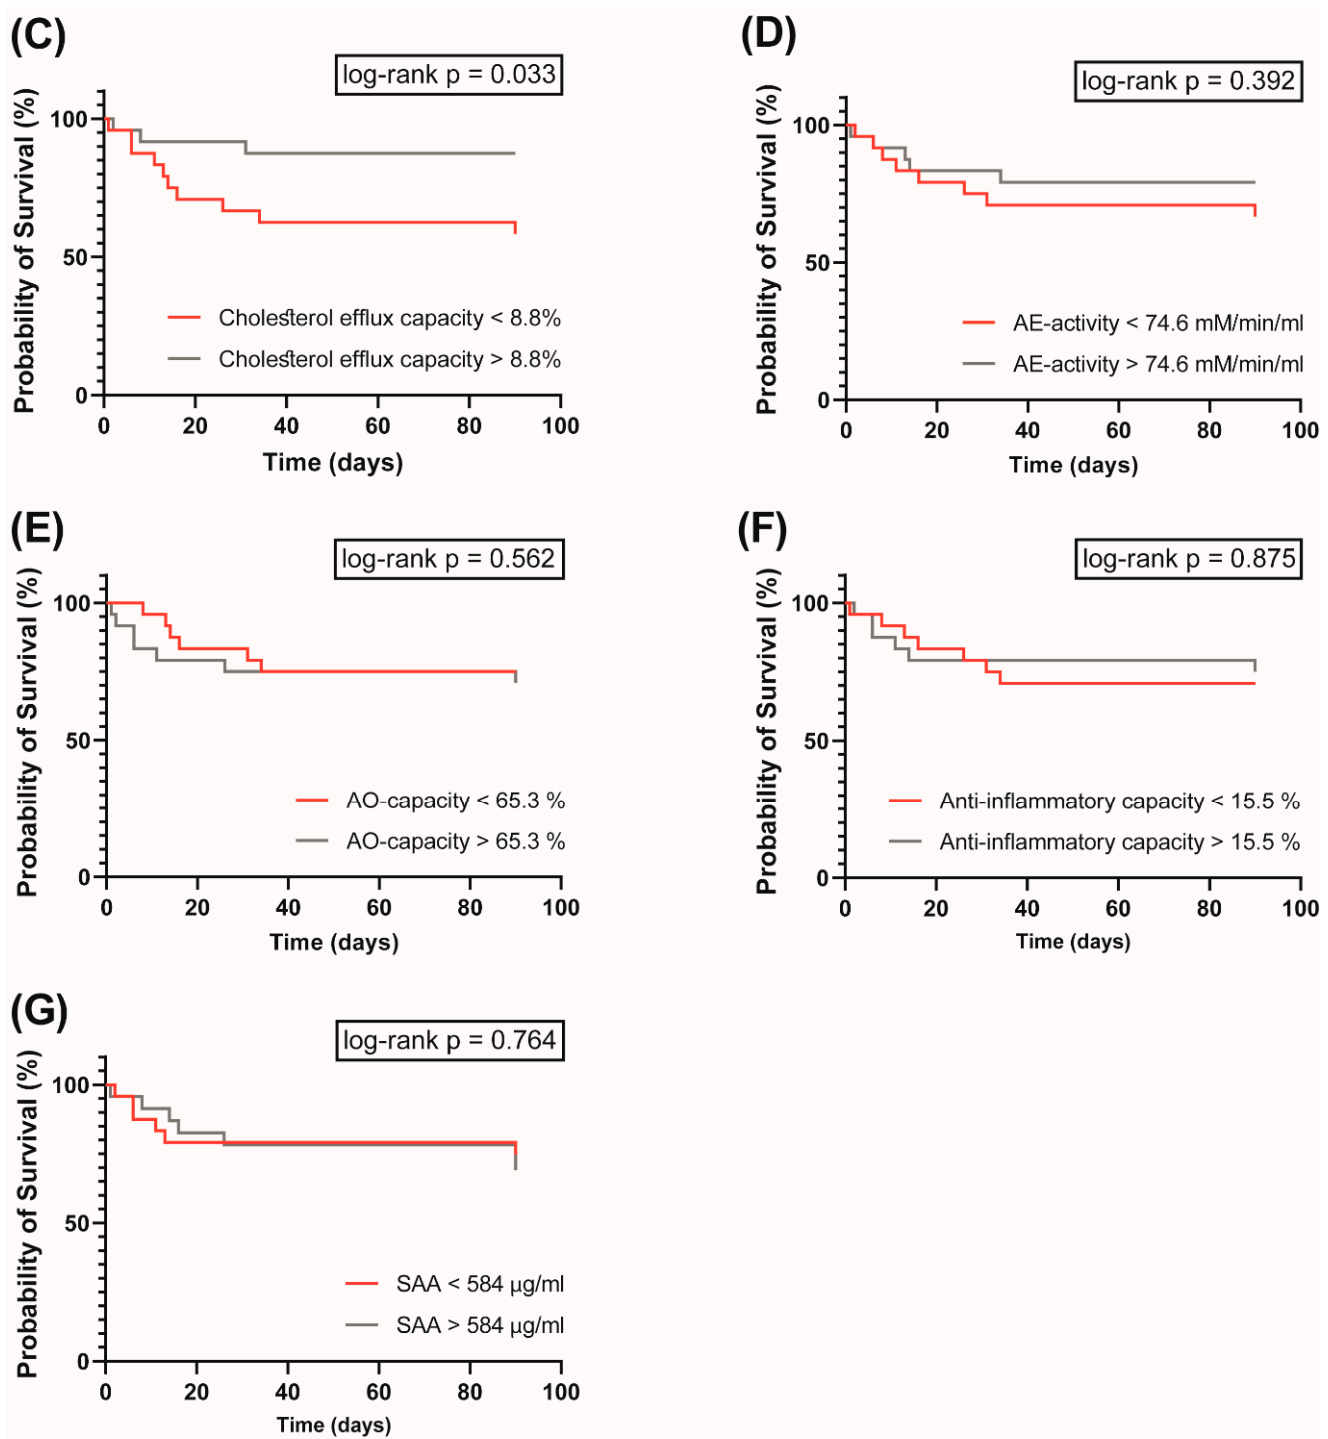 (C)
log-rank p = 0.033
Probability of Survival (%)
100
50
0
Cholesterol efflux capacity < 8.8%
Cholesterol efflux capacity > 8.8%
0 20 40 60 80 100
Time (days)
(D)
log-rank p = 0.392
Probability of Survival (%)
100
50
0
AE-activity < 74.6 mM/min/ml
AE-activity > 74.6 mM/min/ml
0 20 40 60 80 100
Time (days)
(E)
log-rank p = 0.562
Probability of Survival (%)
100
50
0
AO-capacity < 65.3 %
AO-capacity > 65.3 %
0 20 40 60 80 100
Time (days)
(F)
log-rank p = 0.875
Probability of Survival (%)
100
50
0
Anti-inflammatory capacity < 15.5 %
Anti-inflammatory capacity > 15.5 %
0 20 40 60 80 100
Time (days)
(G)
log-rank p = 0.764
Probability of Survival (%)
100
50
0
SAA < 584 µg/ml
SAA > 584 µg/ml
0 20 40 60 80 100
Time (days)